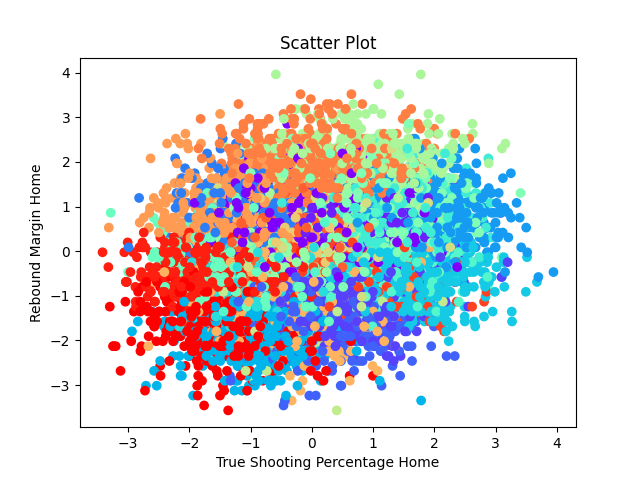 Scatter Plot
4
3
2
1
0
−1
−2
−3
Rebound Margin Home
−3 −2 −1 0 1 2 3 4
True Shooting Percentage Home